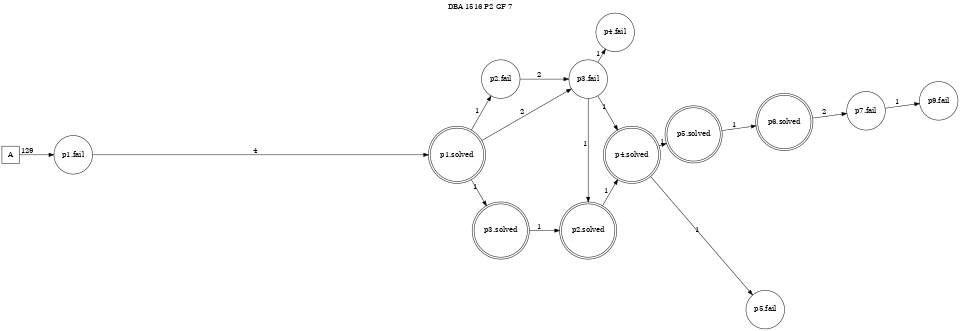 DBA 1516 P2 GF 7
A
129
p1.fail
4
p1.solved
1
p2.fail
2
2
p3.fail
1
p4.fail
1
1
1
p3.solved
1
p2.solved
1
p4.solved
1
p5.solved
1
p6.solved
2
p7.fail
1
p9.fail
1
p5.fail